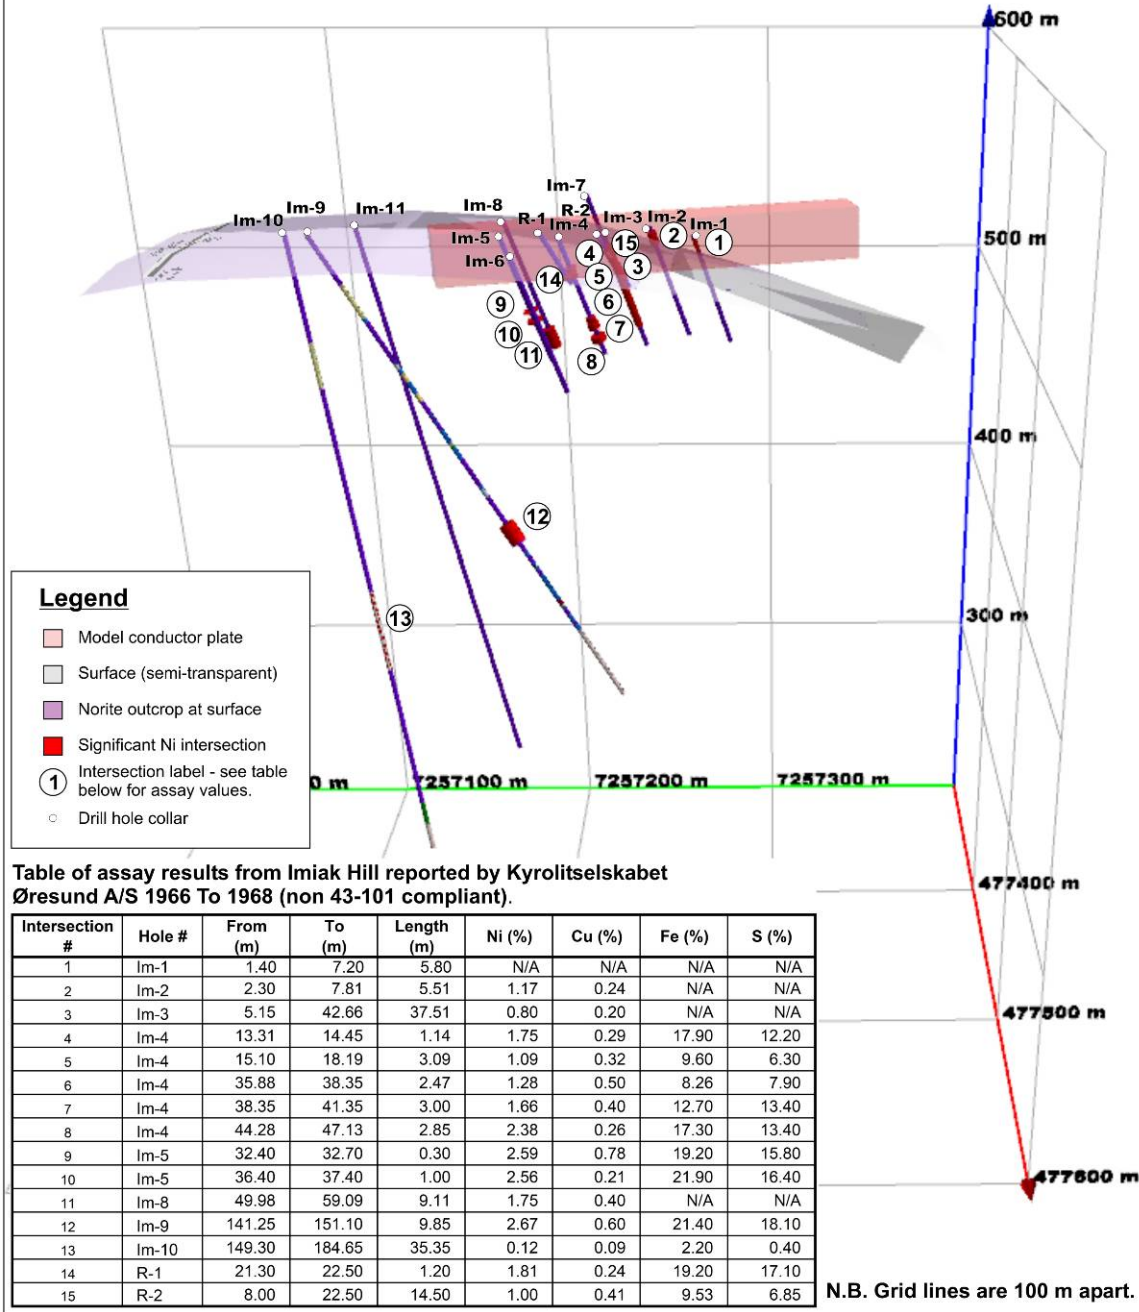 600 m
Im-7
Im-8
R-2
Im-9
Im-11
R-1
Im-3
Im-2
Im-10
Im-4
Im-1
Im-5
15
2
1
500 m
4
Im-6
3
14
5
9
6
10
7
11
8
400 m
12
13
300 m
Legend
Model conductor plate
Surface (semi-transparent)
Norite outcrop at surface
Significant Ni intersection
1 Intersection label - see table
below for assay values.
Drill hole collar
0 m
7257100 m
7257200 m
7257300 m
477400 m
477500 m
477600 m
Table of assay results from Imiak Hill reported by Kyrolitselskabet
Øresund A/S 1966 To 1968 (non 43-101 compliant).
Intersection # Hole # From (m) To (m) Length (m) Ni (%) Cu (%) Fe (%) S (%)
1 Im-1 1.40 7.20 5.80 N/A N/A N/A N/A
2 Im-2 2.30 7.81 5.51 1.17 0.24 N/A N/A
3 Im-3 5.15 42.66 37.51 0.80 0.20 N/A N/A
4 Im-4 13.31 14.45 1.14 1.75 0.29 17.90 12.20
5 Im-4 15.10 18.19 3.09 1.09 0.32 9.60 6.30
6 Im-4 35.88 38.35 2.47 1.28 0.50 8.26 7.90
7 Im-4 38.35 41.35 3.00 1.66 0.40 12.70 13.40
8 Im-4 44.28 47.13 2.85 2.38 0.26 17.30 13.40
9 Im-5 32.40 32.70 0.30 2.59 0.78 19.20 15.80
10 Im-5 36.40 37.40 1.00 2.56 0.21 21.90 16.40
11 Im-8 49.98 59.09 9.11 1.75 0.40 N/A N/A
12 Im-9 141.25 151.10 9.85 2.67 0.60 21.40 18.10
13 Im-10 149.30 184.65 35.35 0.12 0.09 2.20 0.40
14 R-1 21.30 22.50 1.20 1.81 0.24 19.20 17.10
15 R-2 8.00 22.50 14.50 1.00 0.41 9.53 6.85
N.B. Grid lines are 100 m apart.